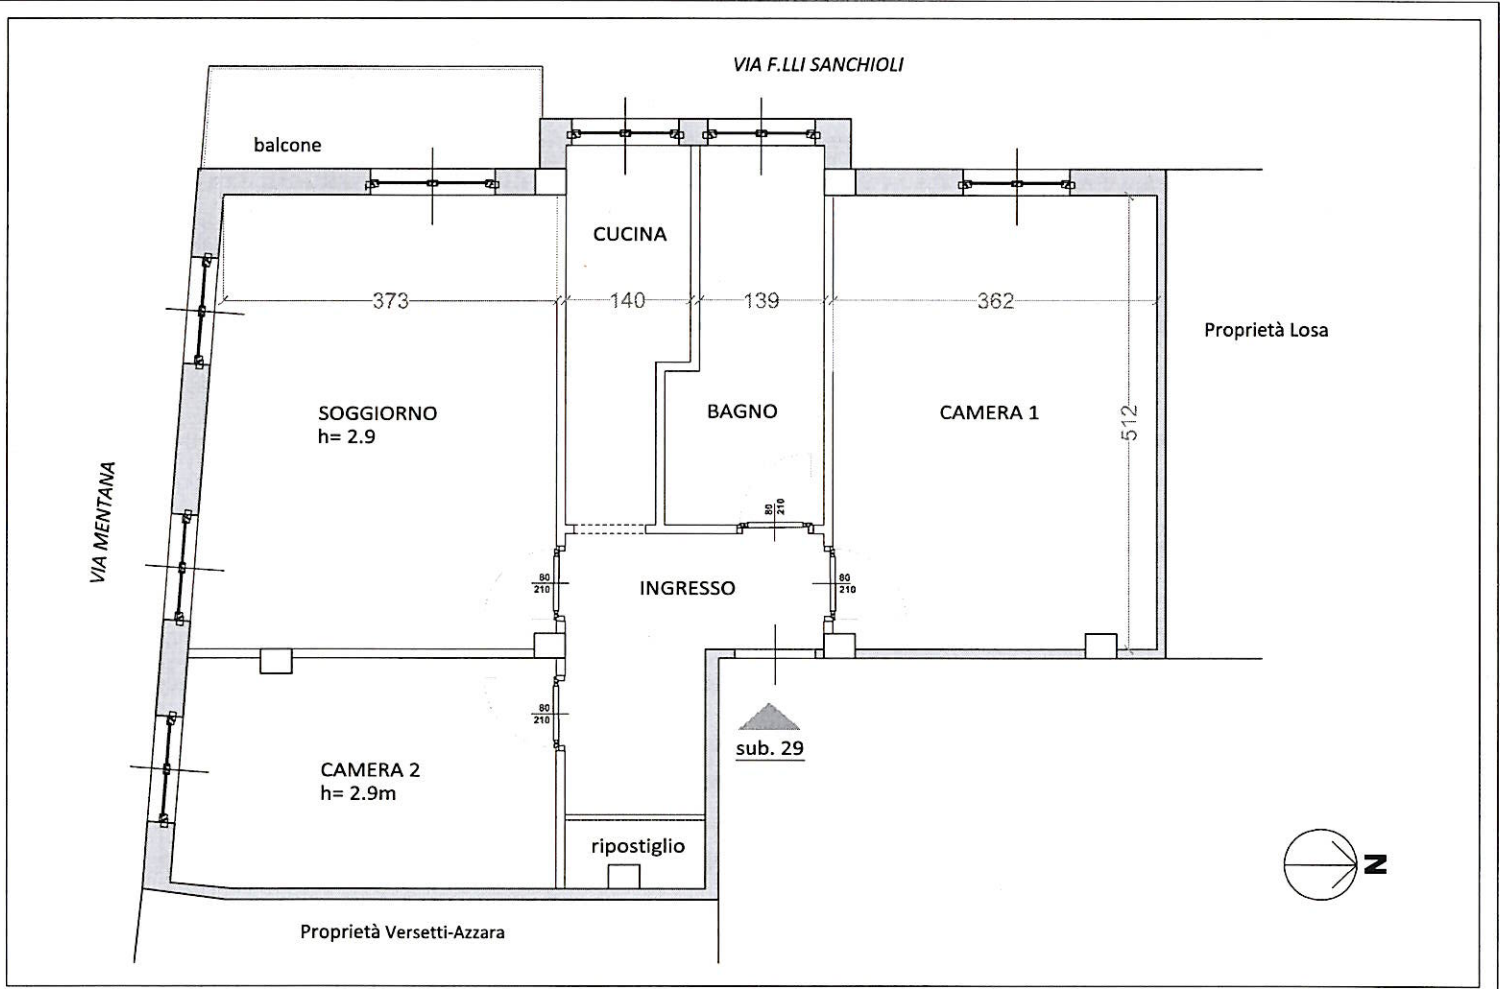 VIA F.LLI SANCHIOLI
balcone
CUCINA
373
140
139
362
Proprietà Losa
SOGGIORNO
h= 2.9
BAGNO
CAMERA 1
512
VIA MENTANA
80
210
80
210
INGRESSO
80
210
80
210
sub. 29
CAMERA 2
h= 2.9m
ripostiglio
N
Proprietà Versetti-Azzara